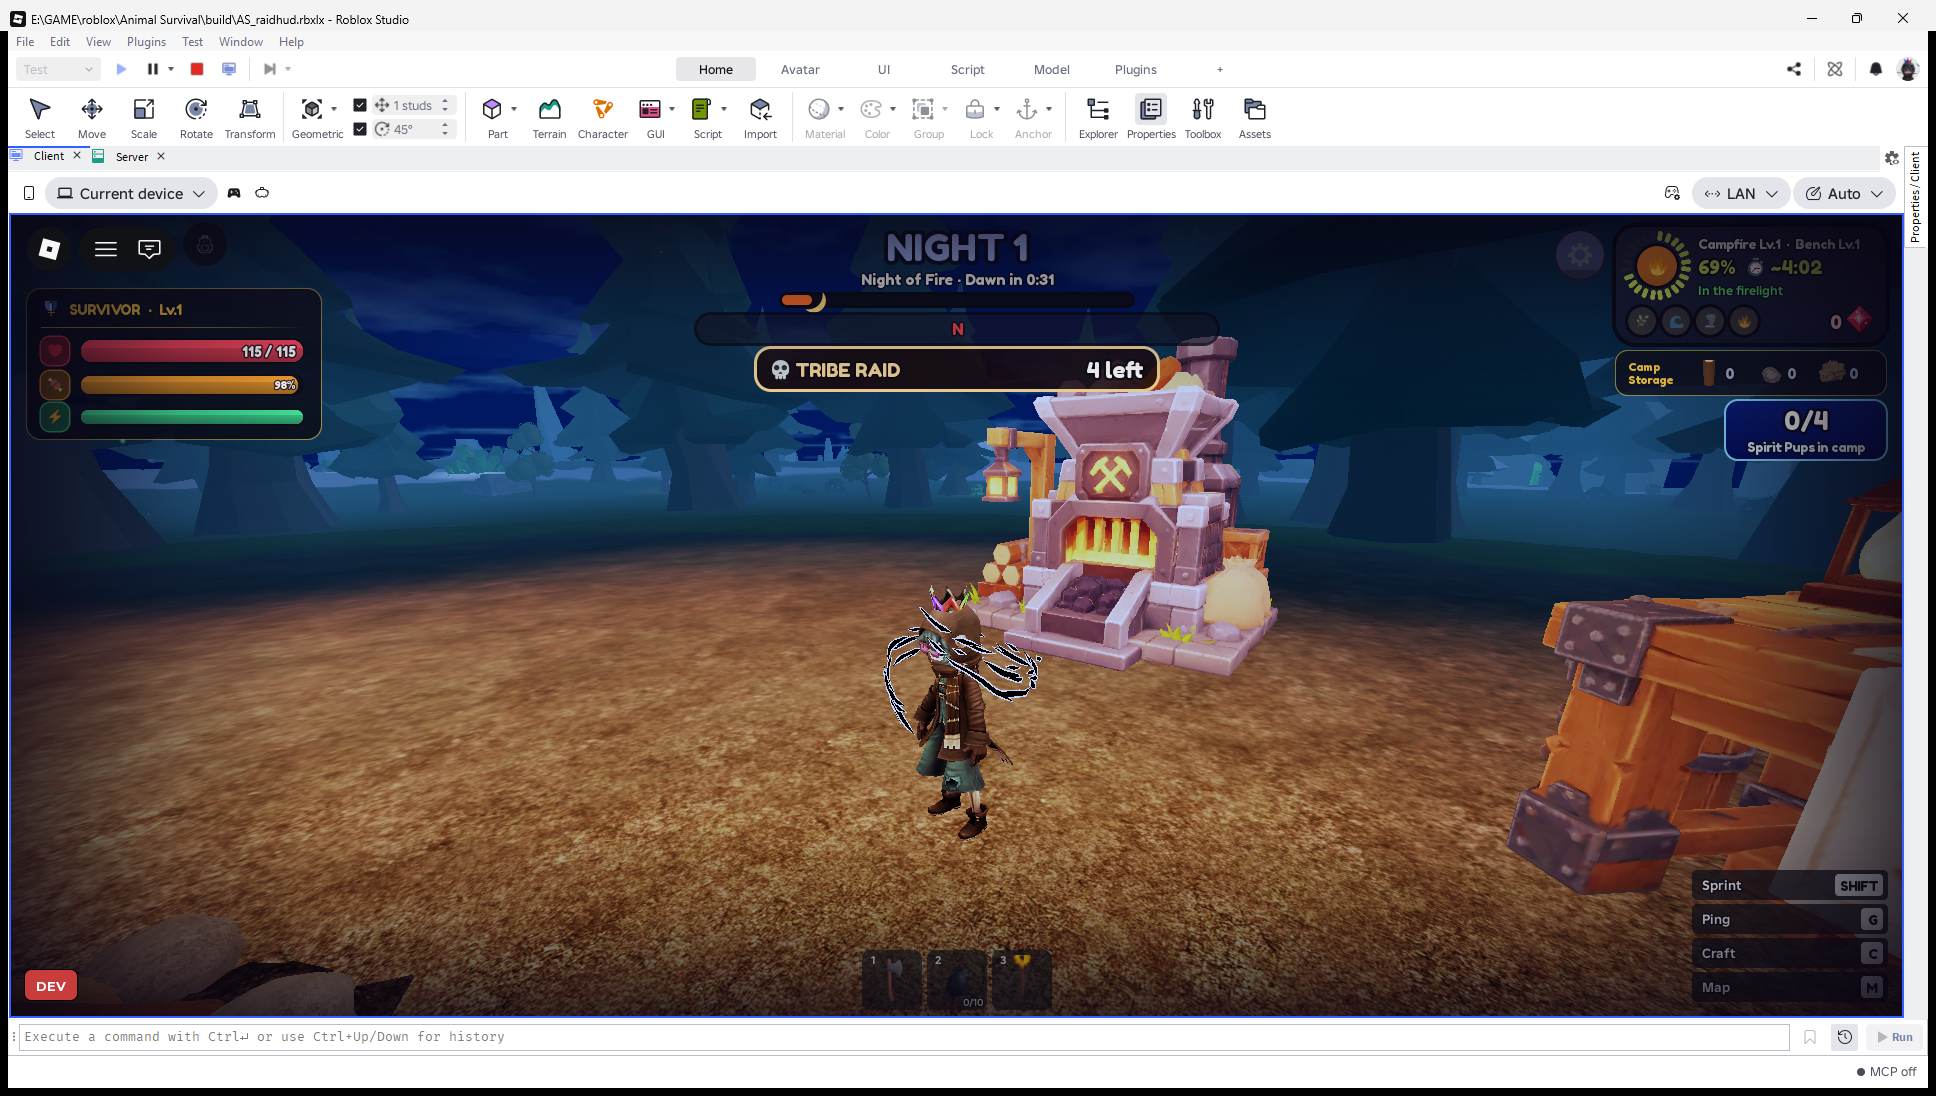 E:\GAME\roblox\Animal Survival\build\AS_raidhud.rbxlx - Roblox Studio
File Edit View Plugins Test Window Help
Test
Home Avatar UI Script Model Plugins +
1 studs
45°
Select Move Scale Rotate Transform Geometric Part Terrain Character GUI Script Import Material Color Group Lock Anchor Explorer Properties Toolbox Assets
Client Server
Properties / Client
Current device
LAN Auto
NIGHT 1
Night of Fire · Dawn in 0:31
N
TRIBE RAID 4 left
SURVIVOR · Lv.1
115 / 115
98%
Campfire Lv.1 · Bench Lv.1
69% ~4:02
In the firelight
0
Camp Storage 0 0 0
0/4
Spirit Pups in camp
Sprint SHIFT
Ping G
Craft C
Map M
1 2 3
0/10
DEV
Execute a command with Ctrl↵ or use Ctrl+Up/Down for history
Run
MCP off